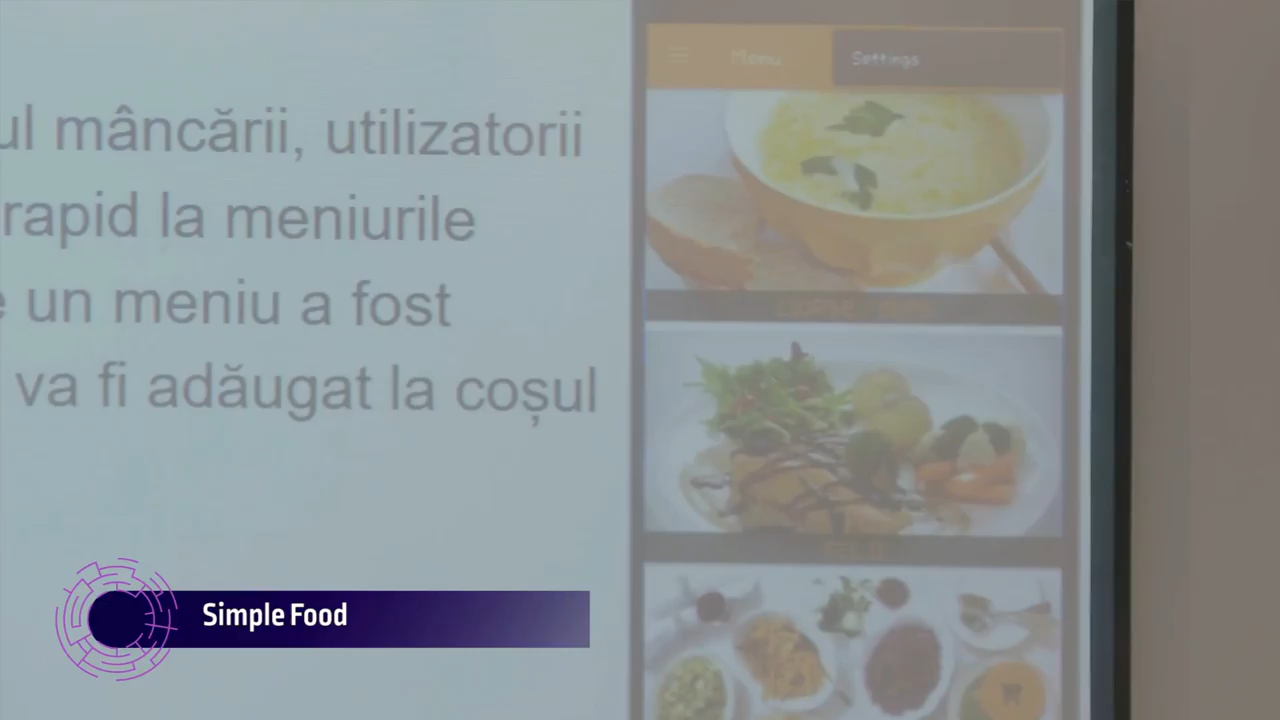 ul mâncării, utilizatorii
rapid la meniurile
un meniu a fost
va fi adăugat la coșul
Menu
Settings
Simple Food